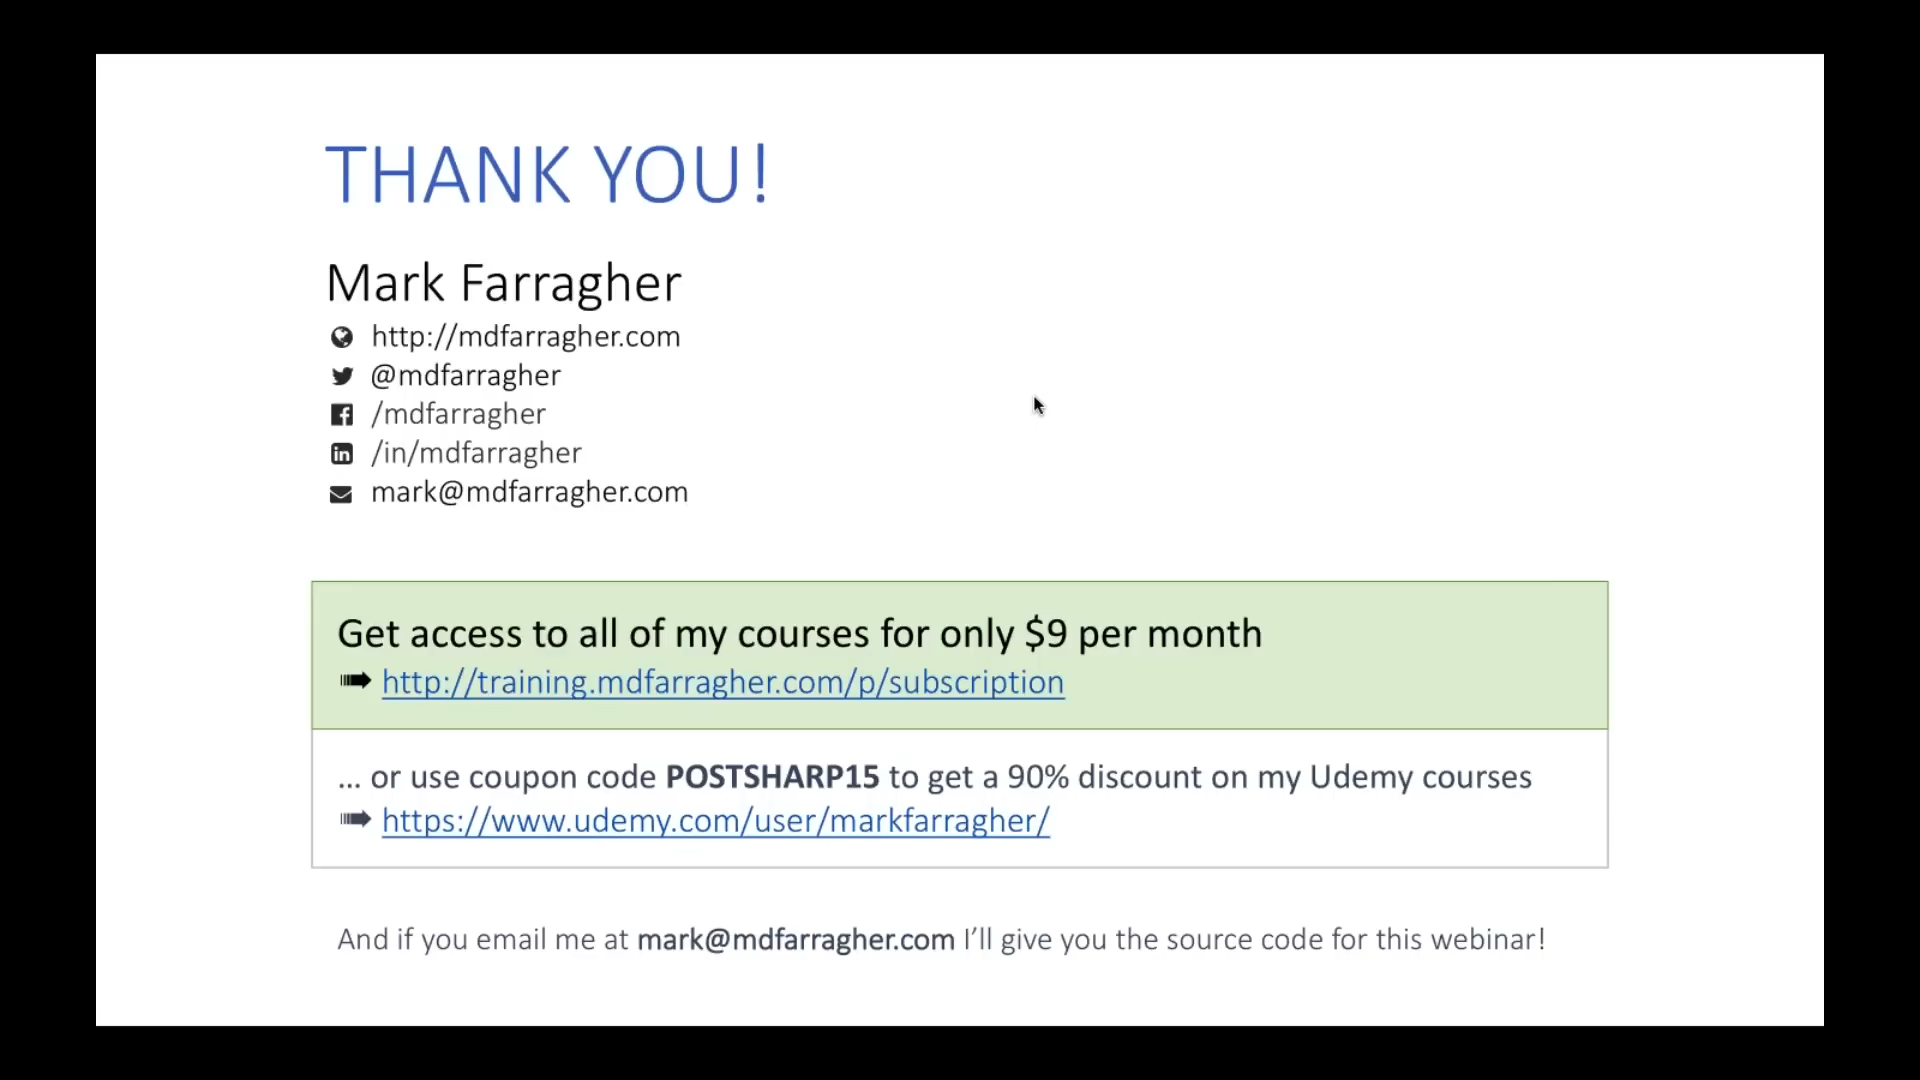 THANK YOU!
Mark Farragher
http://mdfarragher.com
@mdfarragher
/mdfarragher
/in/mdfarragher
mark@mdfarragher.com
Get access to all of my courses for only $9 per month
http://training.mdfarragher.com/p/subscription
... or use coupon code POSTSHARP15 to get a 90% discount on my Udemy courses
https://www.udemy.com/user/markfarragher/
And if you email me at mark@mdfarragher.com I’ll give you the source code for this webinar!